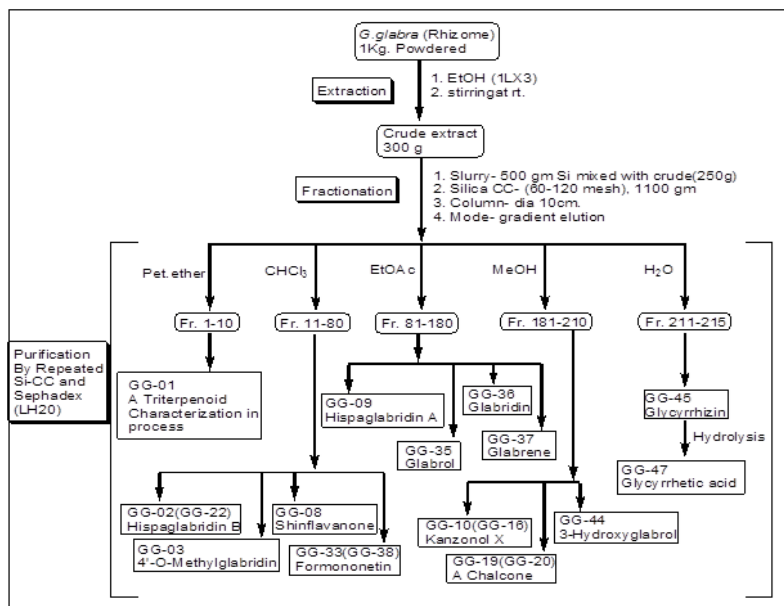 G.glabra (Rhizome)
1Kg. Powdered
Extraction
1. EtOH (1LX3)
2. stirringat rt.
Crude extract
300 g
Fractionation
1. Slurry- 500 gm Si mixed with crude(250g)
2. Silica CC- (60-120 mesh), 1100 gm
3. Column- dia 10cm.
4. Mode- gradient elution
Pet.ether
CHCl3
EtOAc
MeOH
H2O
Fr. 1-10
Fr. 11-80
Fr. 81-180
Fr. 181-210
Fr. 211-215
Purification
By Repeated
Si-CC and
Sephadex
(LH20)
GG-01
A Triterpenoid
Characterization in
process
GG-09
Hispaglabridin A
GG-36
Glabridin
GG-35
Glabrol
GG-37
Glabrene
GG-45
Glycyrrhizin
Hydrolysis
GG-47
Glycyrrhetic acid
GG-02(GG-22)
Hispaglabridin B
GG-08
Shinflavanone
GG-03
4'-O-Methylglabridin
GG-33(GG-38)
Formononetin
GG-10(GG-16)
Kanzonol X
GG-44
3-Hydroxyglabrol
GG-19(GG-20)
A Chalcone